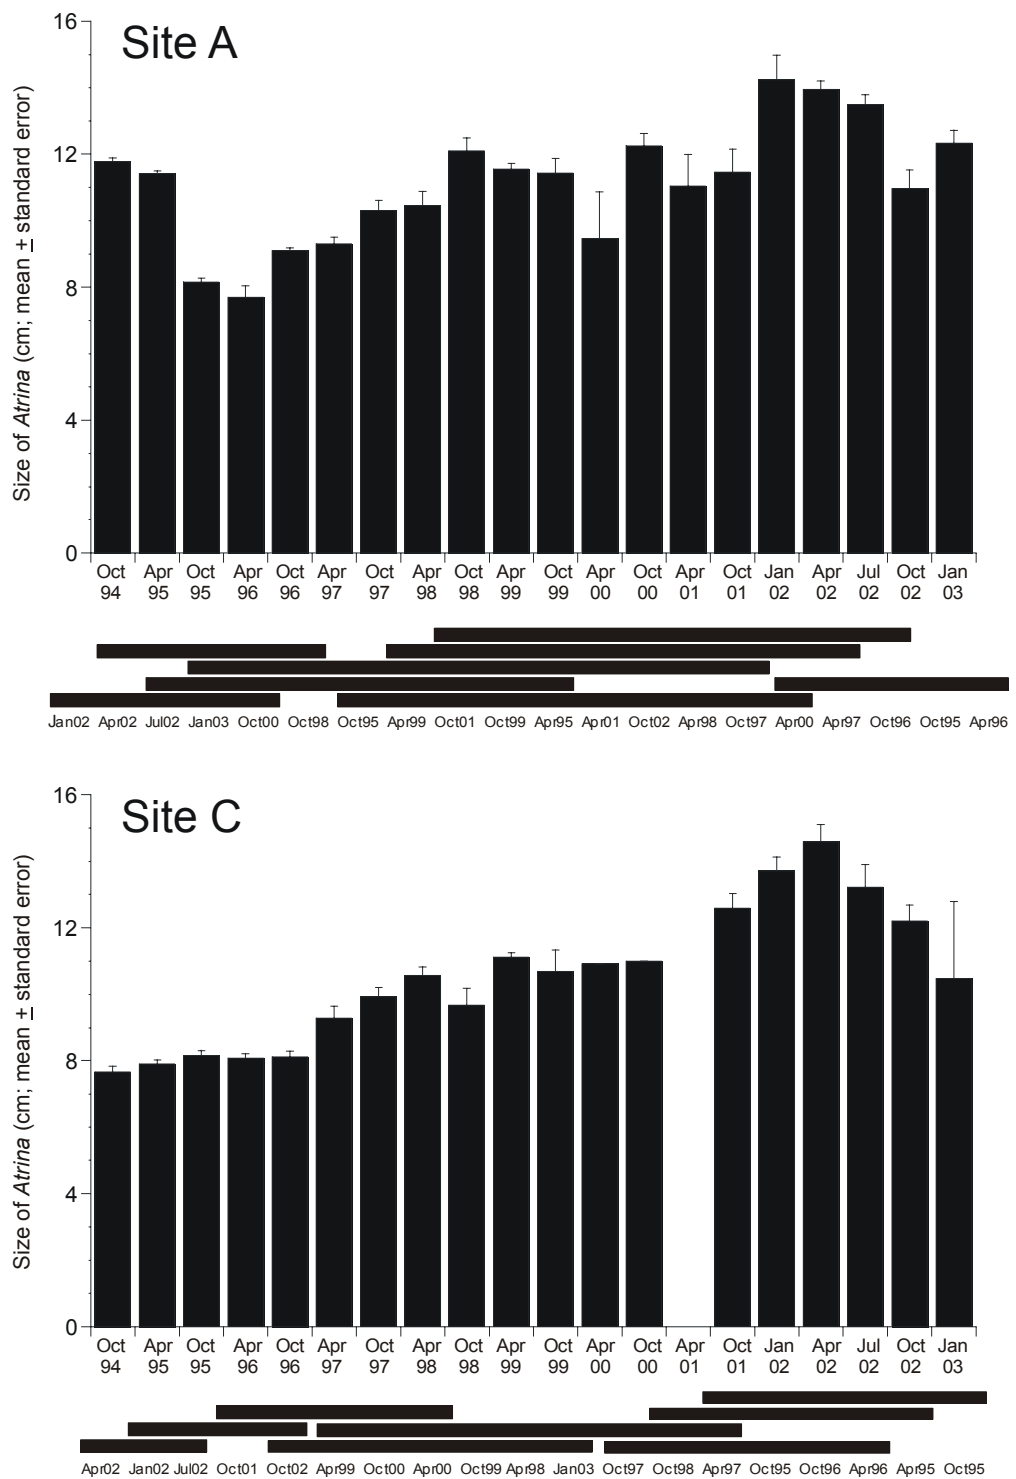 Site A
Size of Atrina (cm; mean ± standard error)
16
12
8
4
0
Oct Apr Oct Apr Oct Apr Oct Apr Oct Apr Oct Apr Oct Apr Oct Jan Apr Jul Oct Jan
94 95 95 96 96 97 97 98 98 99 99 00 00 01 01 02 02 02 02 03
Jan02 Apr02 Jul02 Jan03 Oct00 Oct98 Oct95 Apr99 Oct01 Oct99 Apr95 Apr01 Oct02 Apr98 Oct97 Apr00 Apr97 Oct96 Oct95 Apr96
Site C
Size of Atrina (cm; mean ± standard error)
16
12
8
4
0
Oct Apr Oct Apr Oct Apr Oct Apr Oct Apr Oct Apr Oct Apr Oct Jan Apr Jul Oct Jan
94 95 95 96 96 97 97 98 98 99 99 00 00 01 01 02 02 02 02 03
Apr02 Jan02 Jul02 Oct01 Oct02 Apr99 Oct00 Apr00 Oct99 Apr98 Jan03 Oct97 Oct98 Apr97 Oct95 Oct96 Apr96 Apr95 Oct95